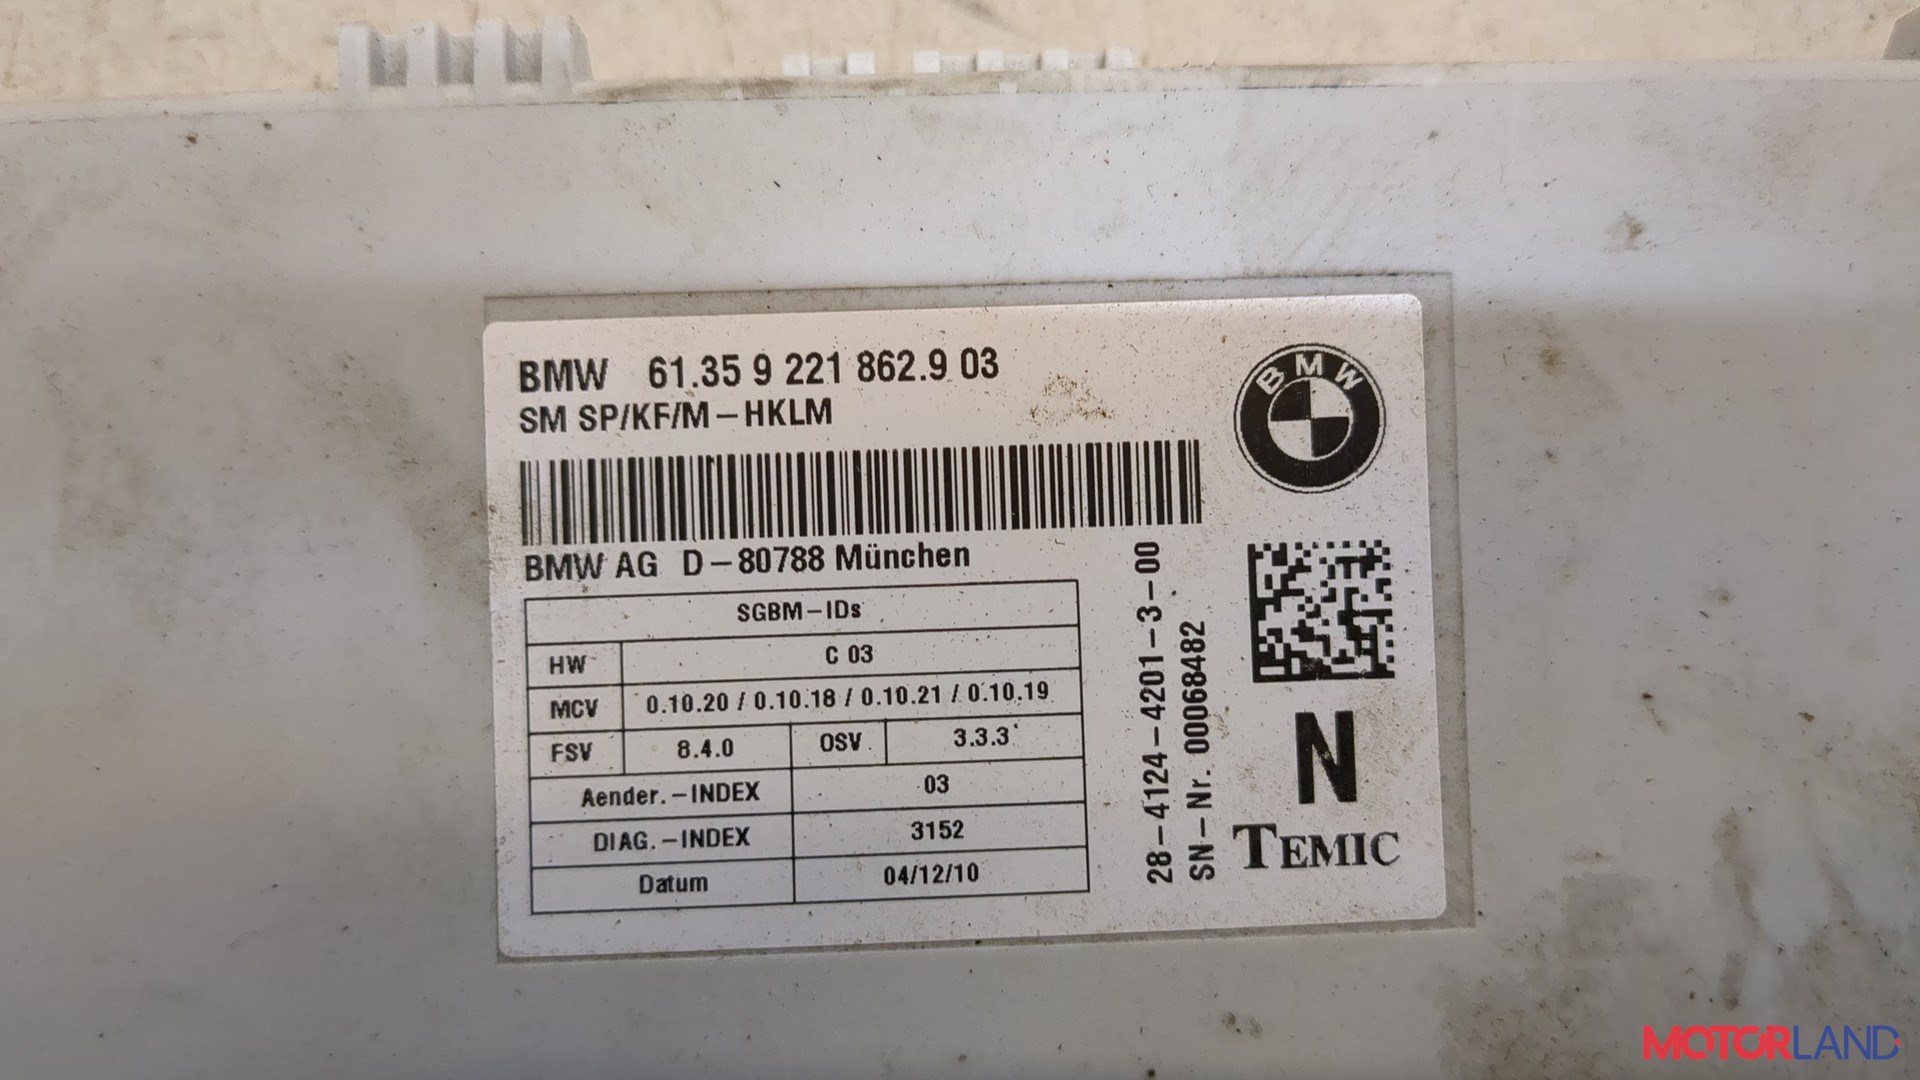 BMW 61.35 9 221 862.9 03
SM SP/KF/M-HKLM
BMW
BMW AG D-80788 München
SGBM-IDs
HW C 03
MCV 0.10.20 / 0.10.18 / 0.10.21 / 0.10.19
FSV 8.4.0 OSV 3.3.3
Aender.-INDEX 03
DIAG.-INDEX 3152
Datum 04/12/10
28-4124-4201-3-00
SN-Nr. 00068482
N
TEMIC
MOTORLAND